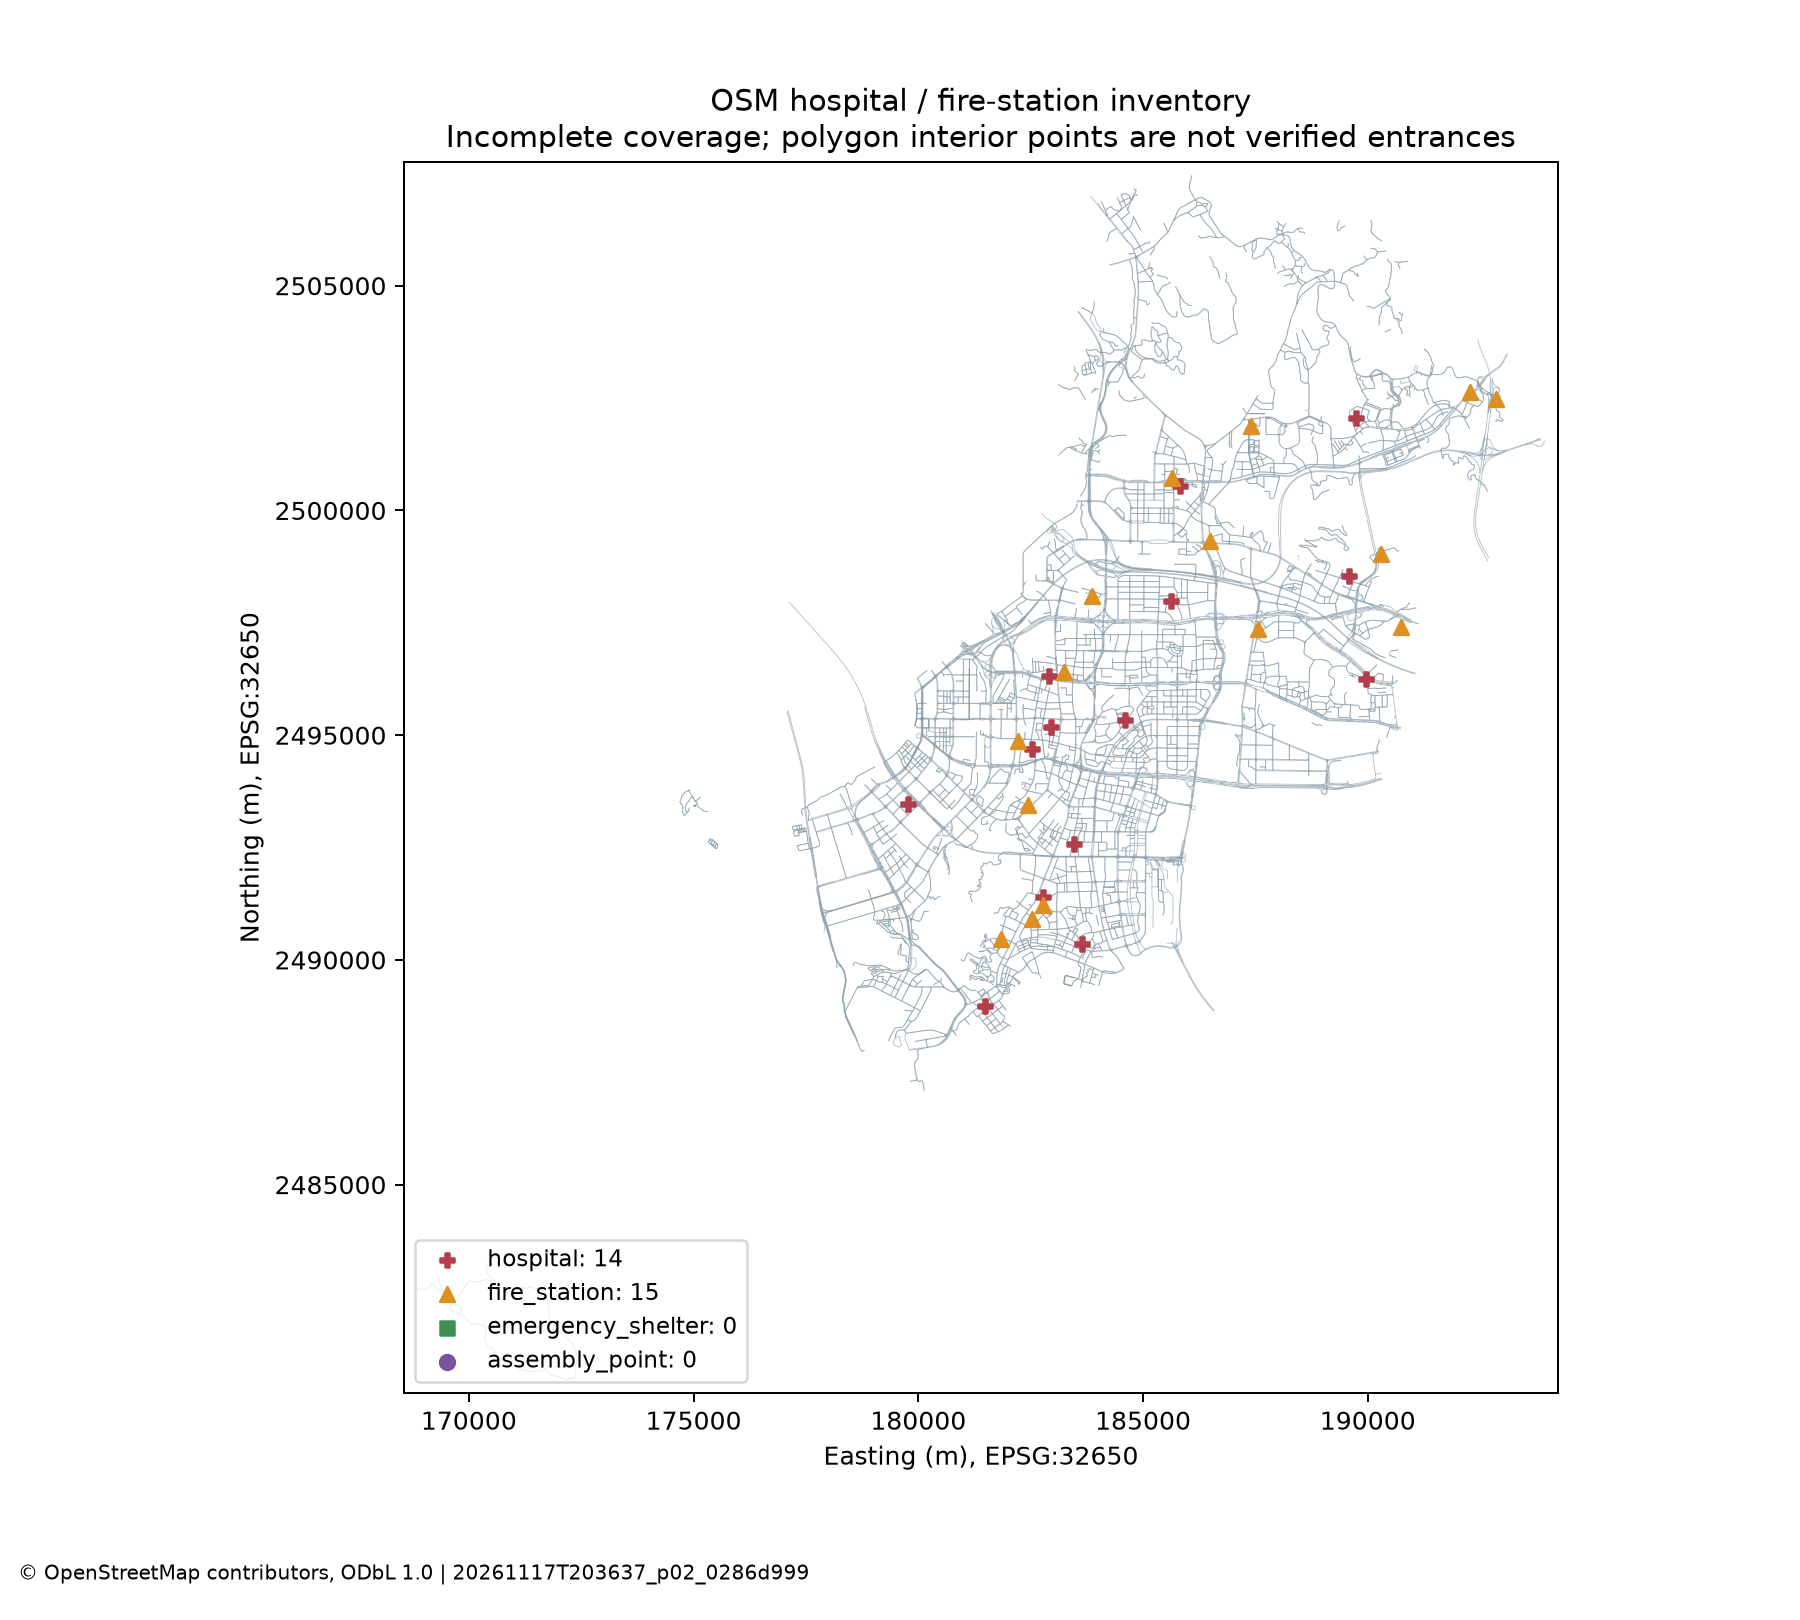 OSM hospital / fire-station inventory
Incomplete coverage; polygon interior points are not verified entrances
Northing (m), EPSG:32650
2505000
2500000
2495000
2490000
2485000
hospital: 14
fire_station: 15
emergency_shelter: 0
assembly_point: 0
170000
175000
180000
185000
190000
Easting (m), EPSG:32650
© OpenStreetMap contributors, ODbL 1.0 | 20261117T203637_p02_0286d999